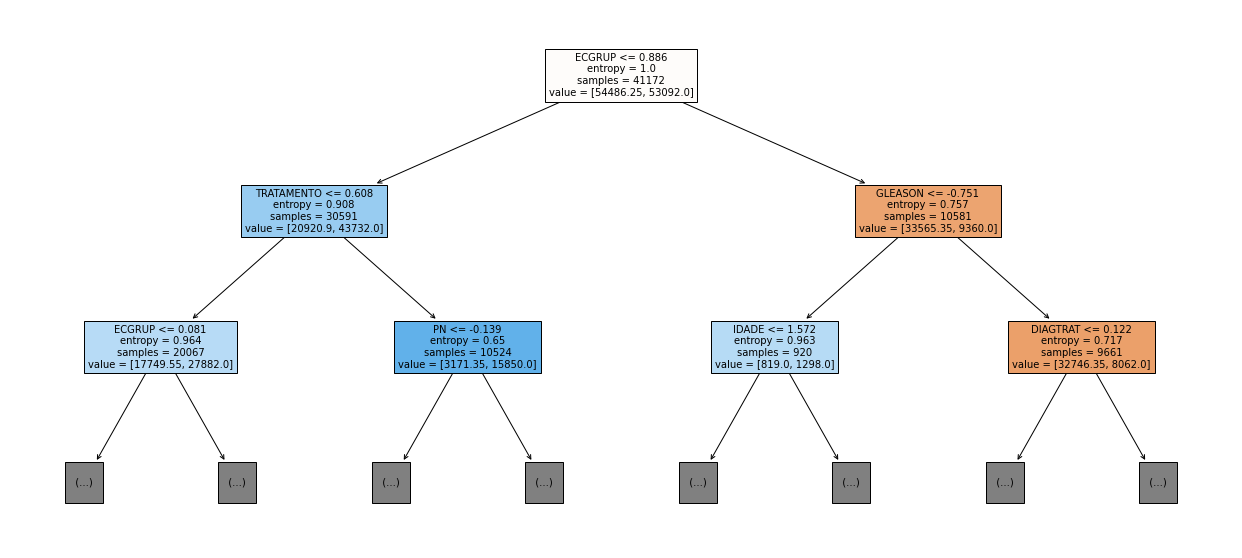 ECGRUP <= 0.886
entropy = 1.0
samples = 41172
value = [54486.25, 53092.0]
TRATAMENTO <= 0.608
entropy = 0.908
samples = 30591
value = [20920.9, 43732.0]
GLEASON <= -0.751
entropy = 0.757
samples = 10581
value = [33565.35, 9360.0]
ECGRUP <= 0.081
entropy = 0.964
samples = 20067
value = [17749.55, 27882.0]
PN <= -0.139
entropy = 0.65
samples = 10524
value = [3171.35, 15850.0]
IDADE <= 1.572
entropy = 0.963
samples = 920
value = [819.0, 1298.0]
DIAGTRAT <= 0.122
entropy = 0.717
samples = 9661
value = [32746.35, 8062.0]
(...)
(...)
(...)
(...)
(...)
(...)
(...)
(...)